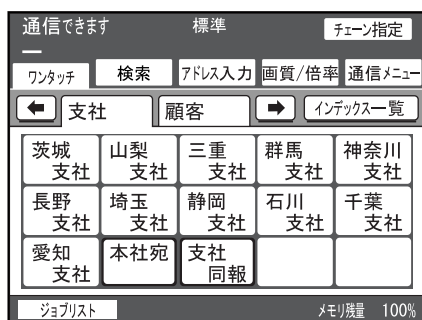 通信できます 標準 チェーン指定
ワンタッチ 検索 アドレス入力 画質/倍率 通信メニュー
支社 顧客 インデックス一覧
茨城 山梨 三重 群馬 神奈川
支社 支社 支社 支社 支社
長野 埼玉 静岡 石川 千葉
支社 支社 支社 支社 支社
愛知 本社宛 支社
支社 同報
ジョブリスト メモリ残量 100%